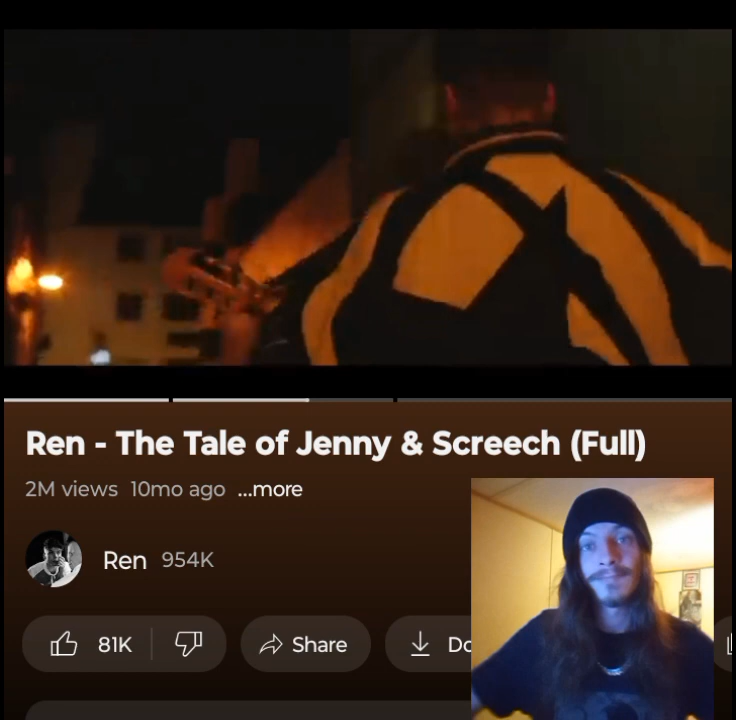 Ren - The Tale of Jenny & Screech (Full)
2M views 10mo ago ...more
Ren 954K
81K Share Do